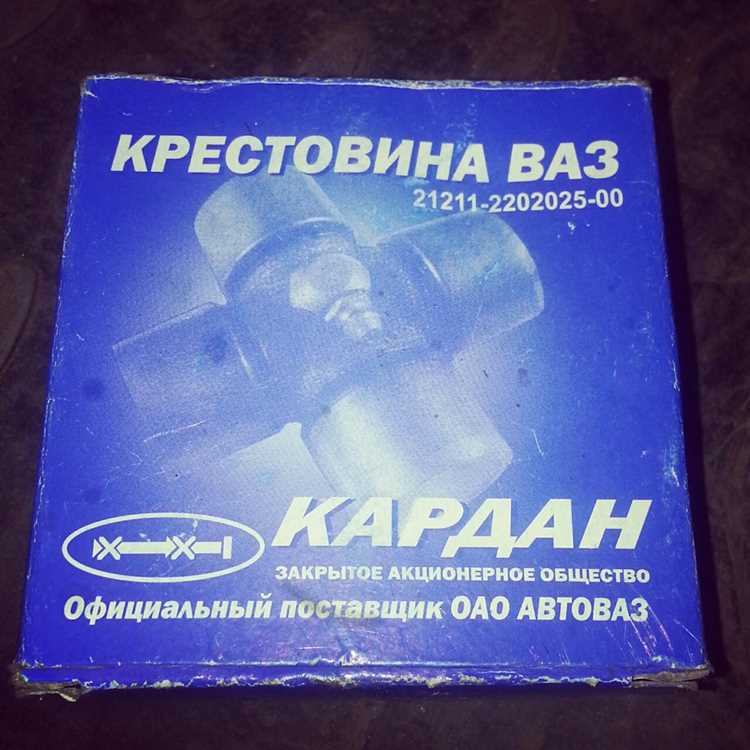 КРЕСТОВИНА ВАЗ
21211-2202025-00
КАРДАН
ЗАКРЫТОЕ АКЦИОНЕРНОЕ ОБЩЕСТВО
Официальный поставщик ОАО АВТОВАЗ